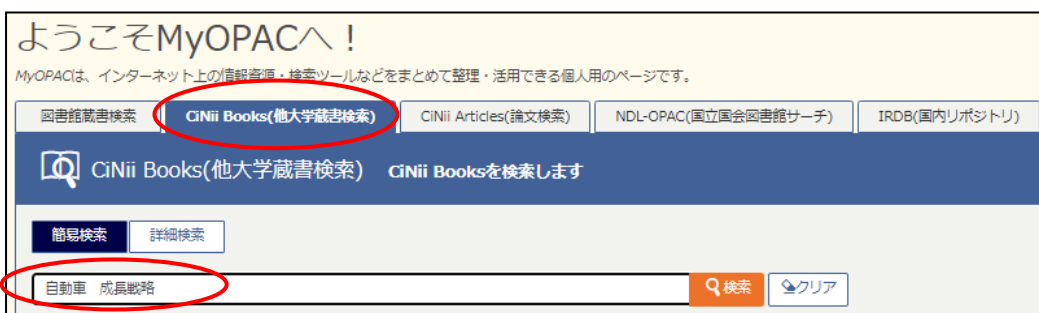 ようこそMyOPACへ！
MyOPACは、インターネット上の情報資源・検索ツールなどをまとめて整理・活用できる個人用のページです。
図書館蔵書検索 CiNii Books(他大学蔵書検索) CiNii Articles(論文検索) NDL-OPAC(国立国会図書館サーチ) IRDB(国内リポジトリ)
CiNii Books(他大学蔵書検索) CiNii Booksを検索します
簡易検索 詳細検索
自動車 成長戦略 検索 クリア